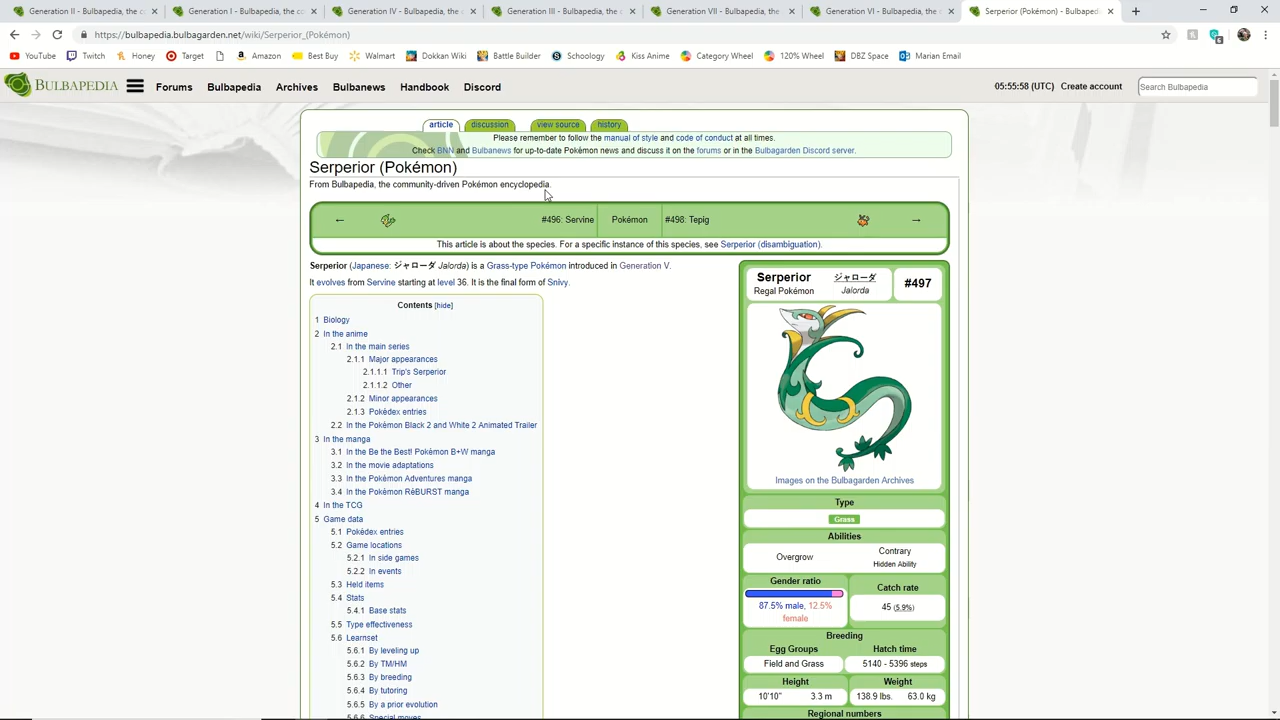 Generation II - Bulbapedia, the c
Generation I - Bulbapedia, the co
Generation IV - Bulbapedia, the c
Generation III - Bulbapedia, the
Generation VII - Bulbapedia, the
Generation VI - Bulbapedia, the c
Serperior (Pokémon) - Bulbapedi
https://bulbapedia.bulbagarden.net/wiki/Serperior_(Pokémon)
YouTube Twitch Honey Target Amazon Best Buy Walmart Dokkan Wiki Battle Builder Schoology Kiss Anime Category Wheel 120% Wheel DBZ Space Marian Email
BULBAPEDIA Forums Bulbapedia Archives Bulbanews Handbook Discord 05:55:58 (UTC) Create account Search Bulbapedia
article discussion view source history
Please remember to follow the manual of style and code of conduct at all times.
Check BNN and Bulbanews for up-to-date Pokémon news and discuss it on the forums or in the Bulbagarden Discord server.
Serperior (Pokémon)
From Bulbapedia, the community-driven Pokémon encyclopedia.
← #496: Servine Pokémon #498: Tepig →
This article is about the species. For a specific instance of this species, see Serperior (disambiguation).
Serperior (Japanese: ジャローダ Jalorda) is a Grass-type Pokémon introduced in Generation V.
It evolves from Servine starting at level 36. It is the final form of Snivy.
Contents [hide]
1 Biology
2 In the anime
2.1 In the main series
2.1.1 Major appearances
2.1.1.1 Trip's Serperior
2.1.1.2 Other
2.1.2 Minor appearances
2.1.3 Pokédex entries
2.2 In the Pokémon Black 2 and White 2 Animated Trailer
3 In the manga
3.1 In the Be the Best! Pokémon B+W manga
3.2 In the movie adaptations
3.3 In the Pokémon Adventures manga
3.4 In the Pokémon RéBURST manga
4 In the TCG
5 Game data
5.1 Pokédex entries
5.2 Game locations
5.2.1 In side games
5.2.2 In events
5.3 Held items
5.4 Stats
5.4.1 Base stats
5.5 Type effectiveness
5.6 Learnset
5.6.1 By leveling up
5.6.2 By TM/HM
5.6.3 By breeding
5.6.4 By tutoring
5.6.5 By a prior evolution
5.6.6 Special moves
Serperior ジャローダ #497
Regal Pokémon Jalorda
Images on the Bulbagarden Archives
Type
Grass
Abilities
Overgrow Contrary
Hidden Ability
Gender ratio Catch rate
87.5% male, 12.5% female 45 (5.9%)
Breeding
Egg Groups Hatch time
Field and Grass 5140 - 5396 steps
Height Weight
10'10" 3.3 m 138.9 lbs. 63.0 kg
Regional numbers